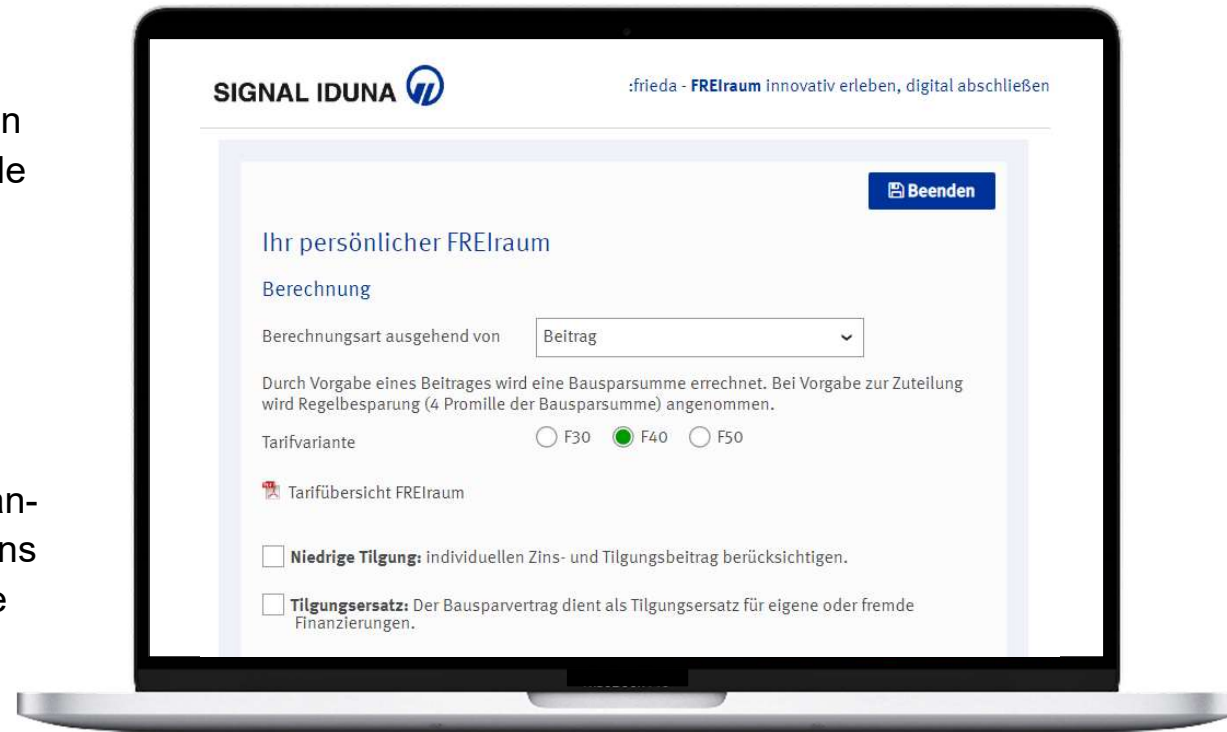 SIGNAL IDUNA
:frieda - FREIraum innovativ erleben, digital abschließen
Beenden
Ihr persönlicher FREIraum
Berechnung
Berechnungsart ausgehend von Beitrag
Durch Vorgabe eines Beitrages wird eine Bausparsumme errechnet. Bei Vorgabe zur Zuteilung
wird Regelbesparung (4 Promille der Bausparsumme) angenommen.
Tarifvariante F30 F40 F50
Tarifübersicht FREIraum
Niedrige Tilgung: individuellen Zins- und Tilgungsbeitrag berücksichtigen.
Tilgungsersatz: Der Bausparvertrag dient als Tilgungsersatz für eigene oder fremde
Finanzierungen.